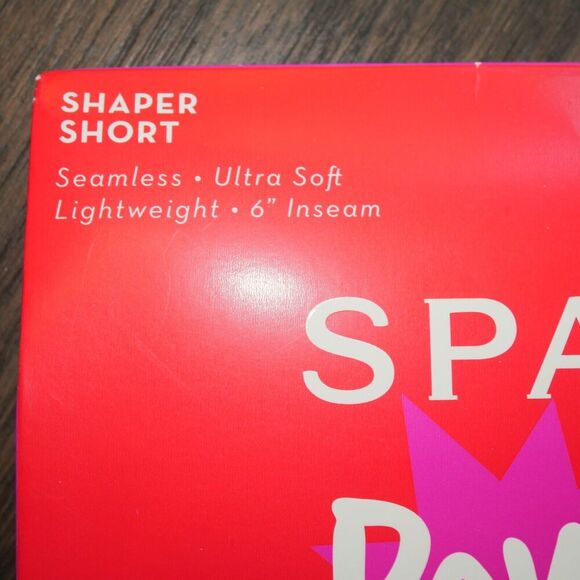 SHAPER
SHORT
Seamless • Ultra Soft
Lightweight • 6” Inseam
SPA